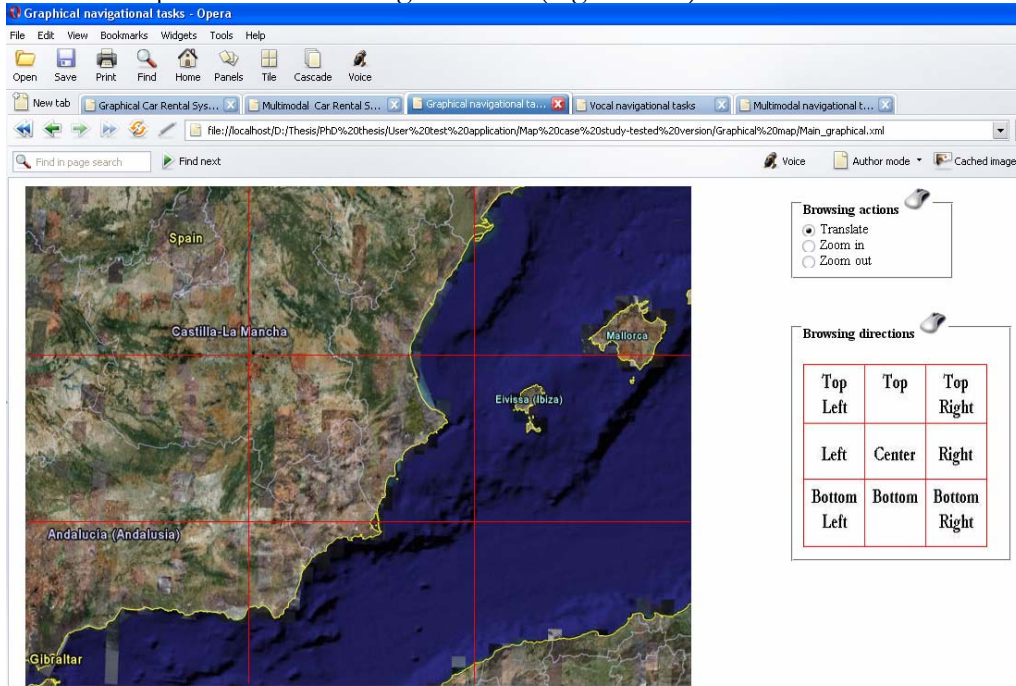 Graphical navigational tasks - Opera
File Edit View Bookmarks Widgets Tools Help
Open Save Print Find Home Panels Tile Cascade Voice
New tab Graphical Car Rental Sys... Multimodal Car Rental S... Graphical navigational ta... Vocal navigational tasks Multimodal navigational t...
file://localhost/D:/Thesis/PhD%20thesis/User%20test%20application/Map%20case%20study-tested%20version/Graphical%20map/Main_graphical.xml
Find in page search Find next Voice Author mode Cached image
Spain
Castilla-La Mancha
Mallorca
Eivissa (Ibiza)
Andalucia (Andalusia)
Gibraltar
Browsing actions
Translate
Zoom in
Zoom out
Browsing directions
Top Left Top Top Right
Left Center Right
Bottom Left Bottom Bottom Right